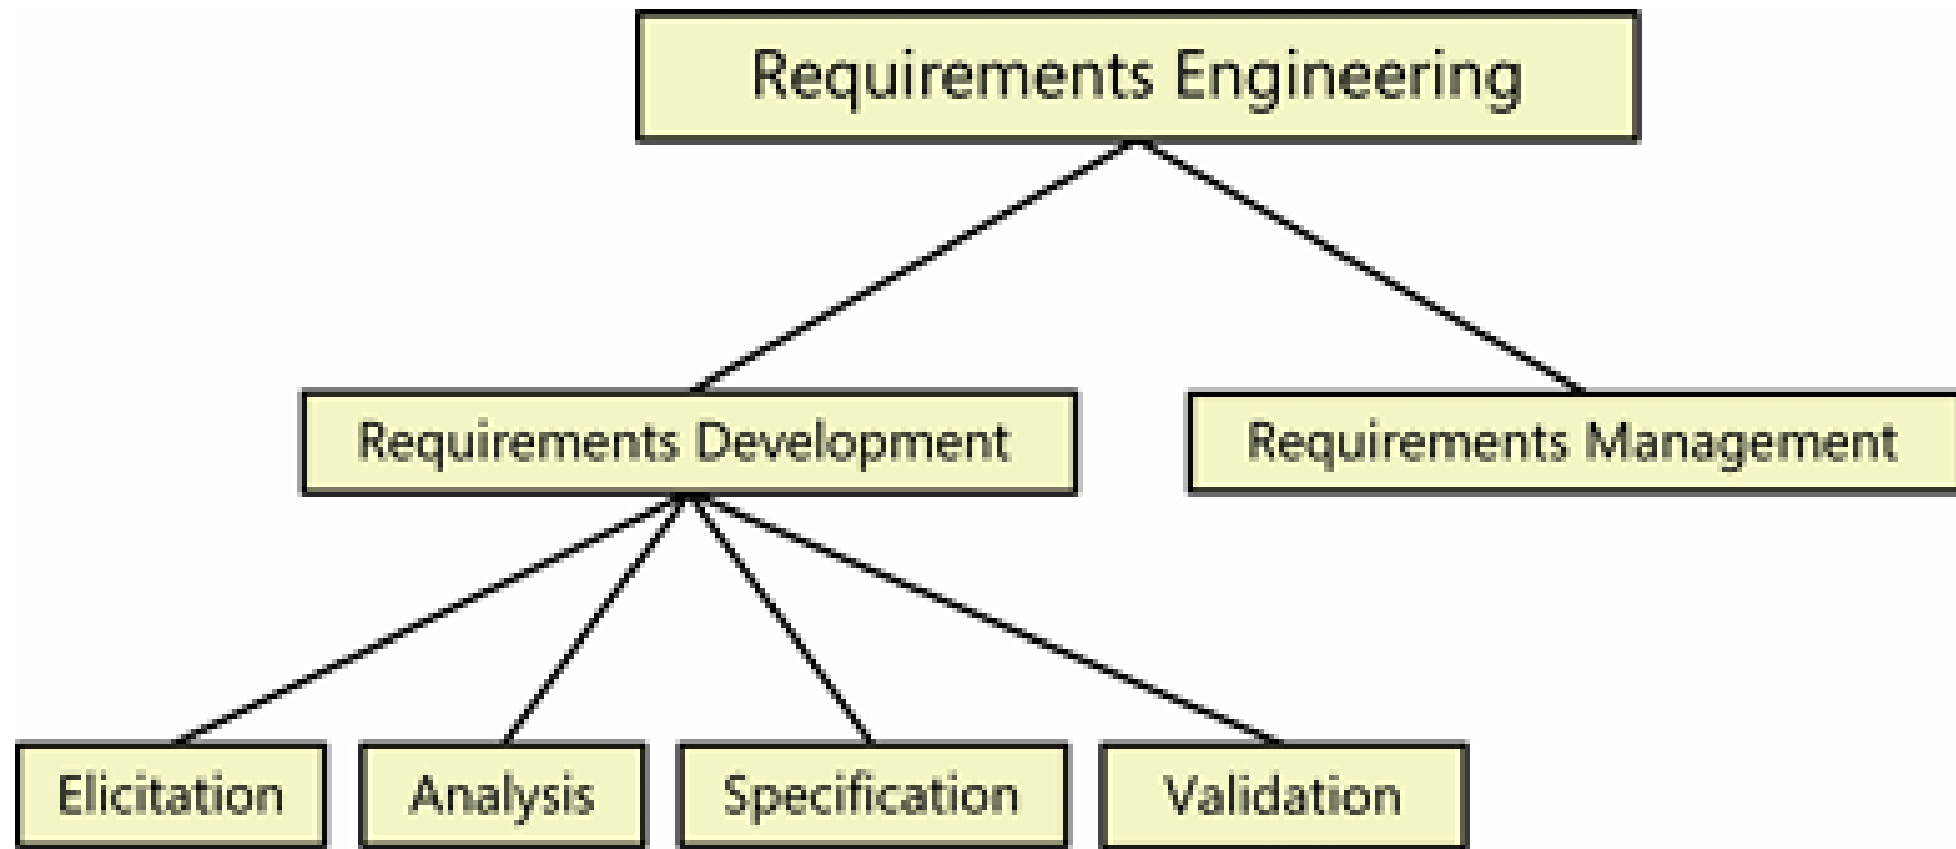 Requirements Engineering
Requirements Development
Requirements Management
Elicitation
Analysis
Specification
Validation